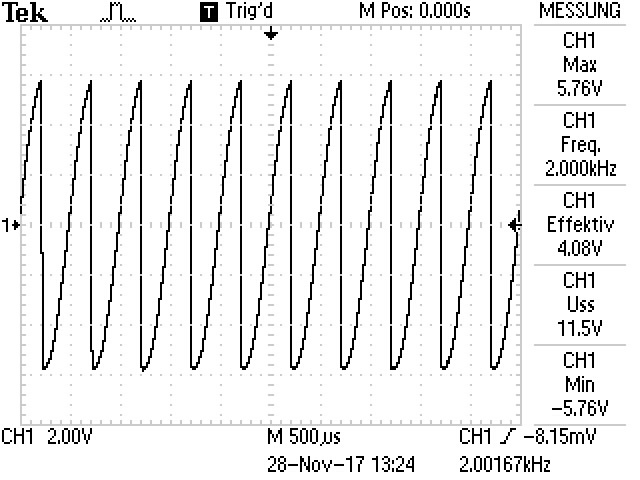 Tek T Trig'd M Pos: 0.000s MESSUNG
CH1
Max
5.76V
CH1
Freq.
2.000kHz
1
CH1
Effektiv
4.08V
CH1
Uss
11.5V
CH1
Min
-5.76V
CH1 2.00V M 500µs CH1 -8.15mV
28-Nov-17 13:24 2.00167kHz